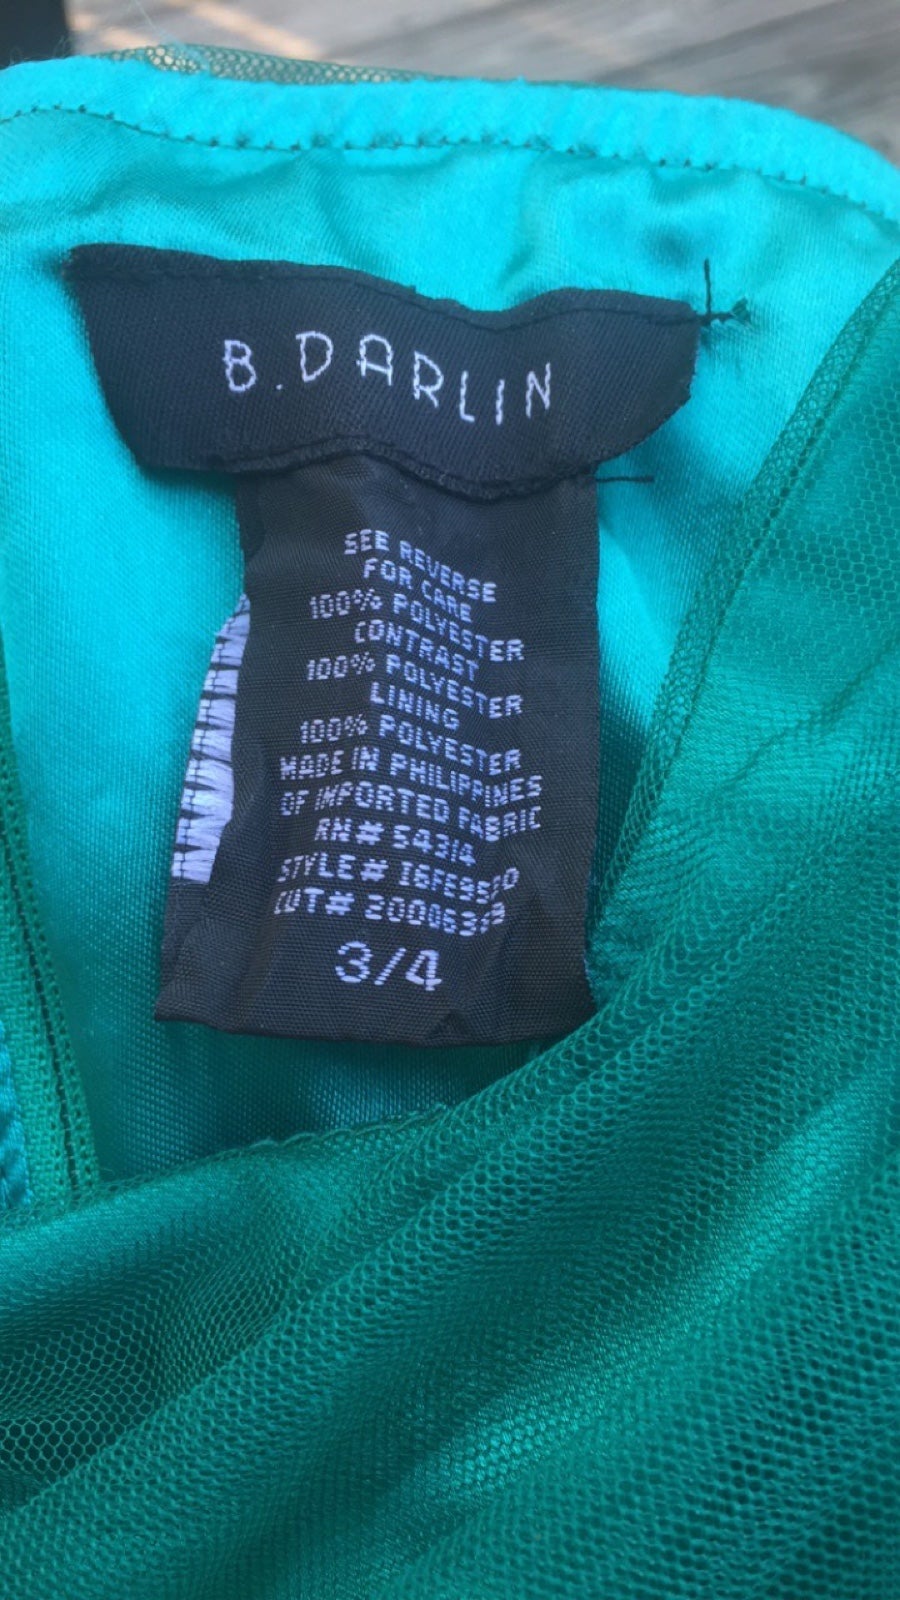 B.DARLIN
SEE REVERSE
FOR CARE
100% POLYESTER
CONTRAST
100% POLYESTER
LINING
100% POLYESTER
MADE IN PHILIPPINES
OF IMPORTED FABRIC
RN# 54314
STYLE#
CUT#
3/4